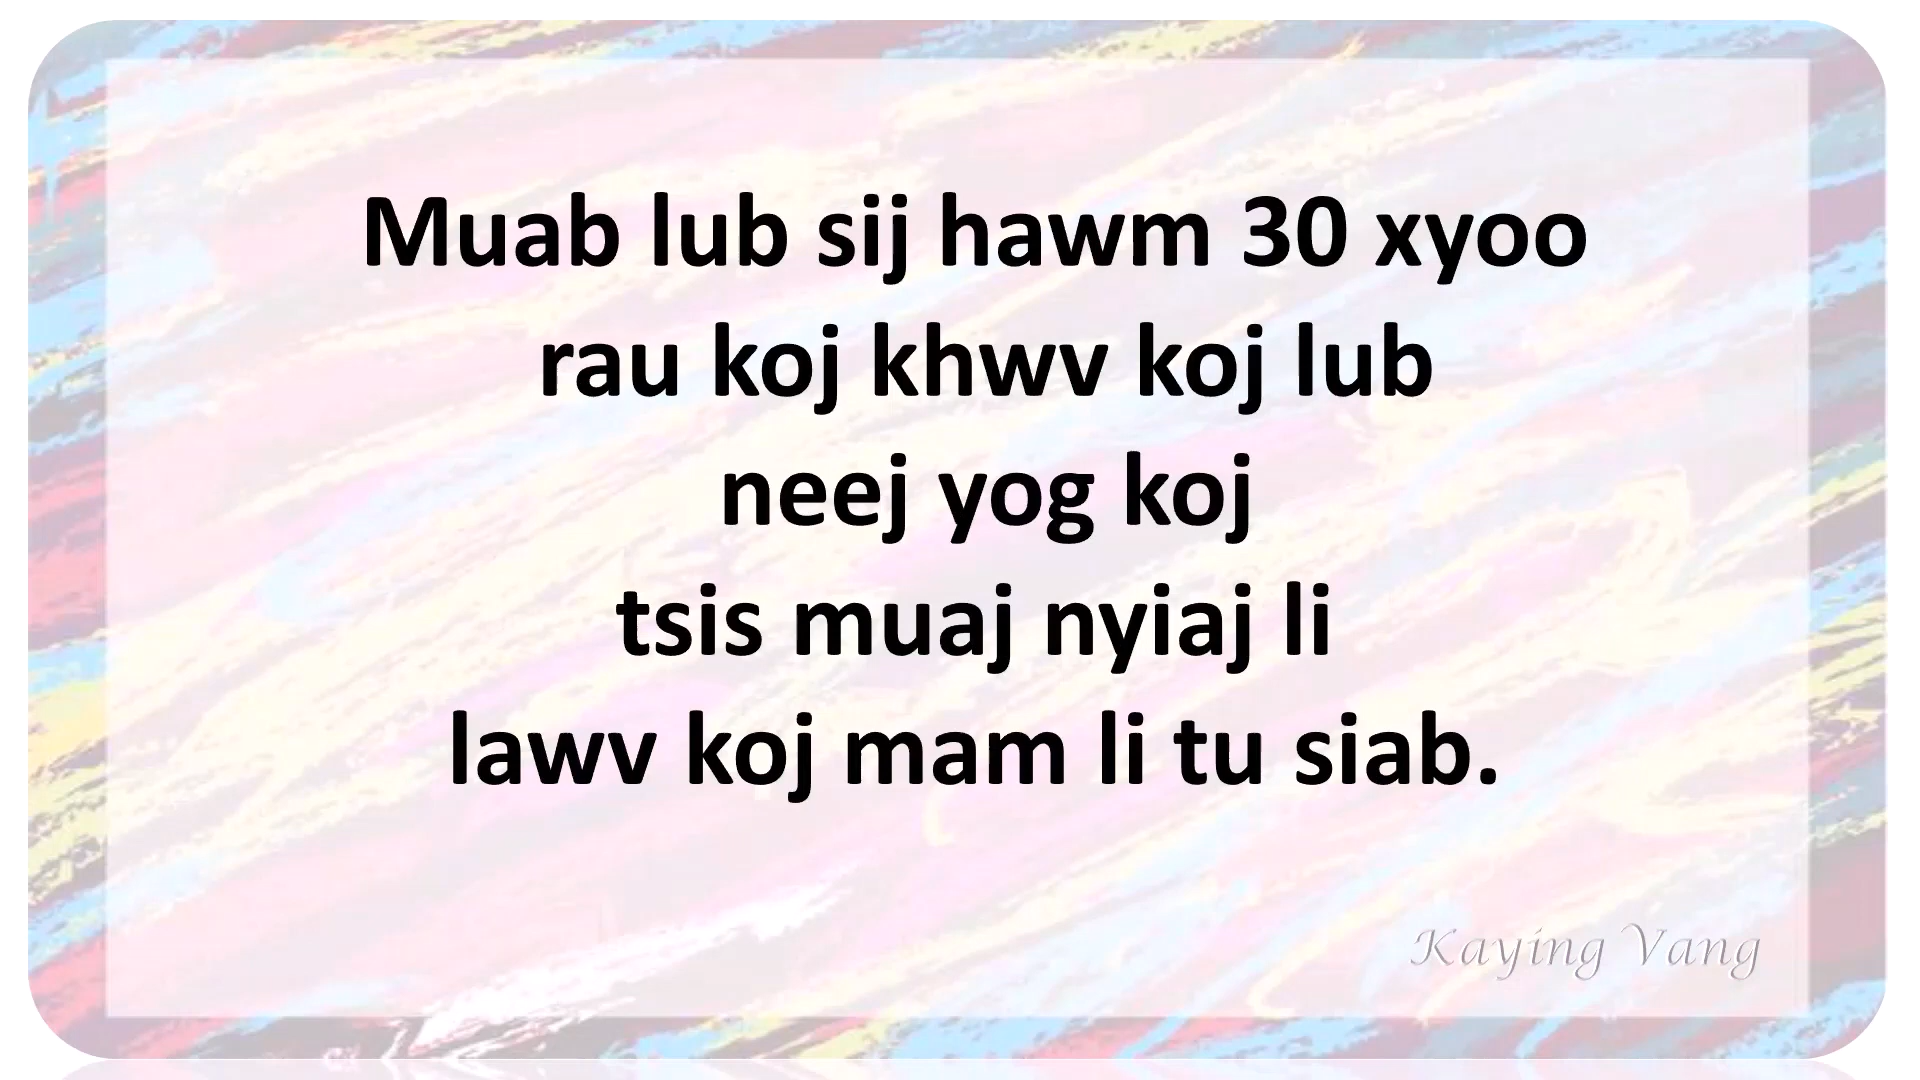 Muab lub sij hawm 30 xyoo
rau koj khwv koj lub
neej yog koj
tsis muaj nyiaj li
lawv koj mam li tu siab.
Kaying Vang